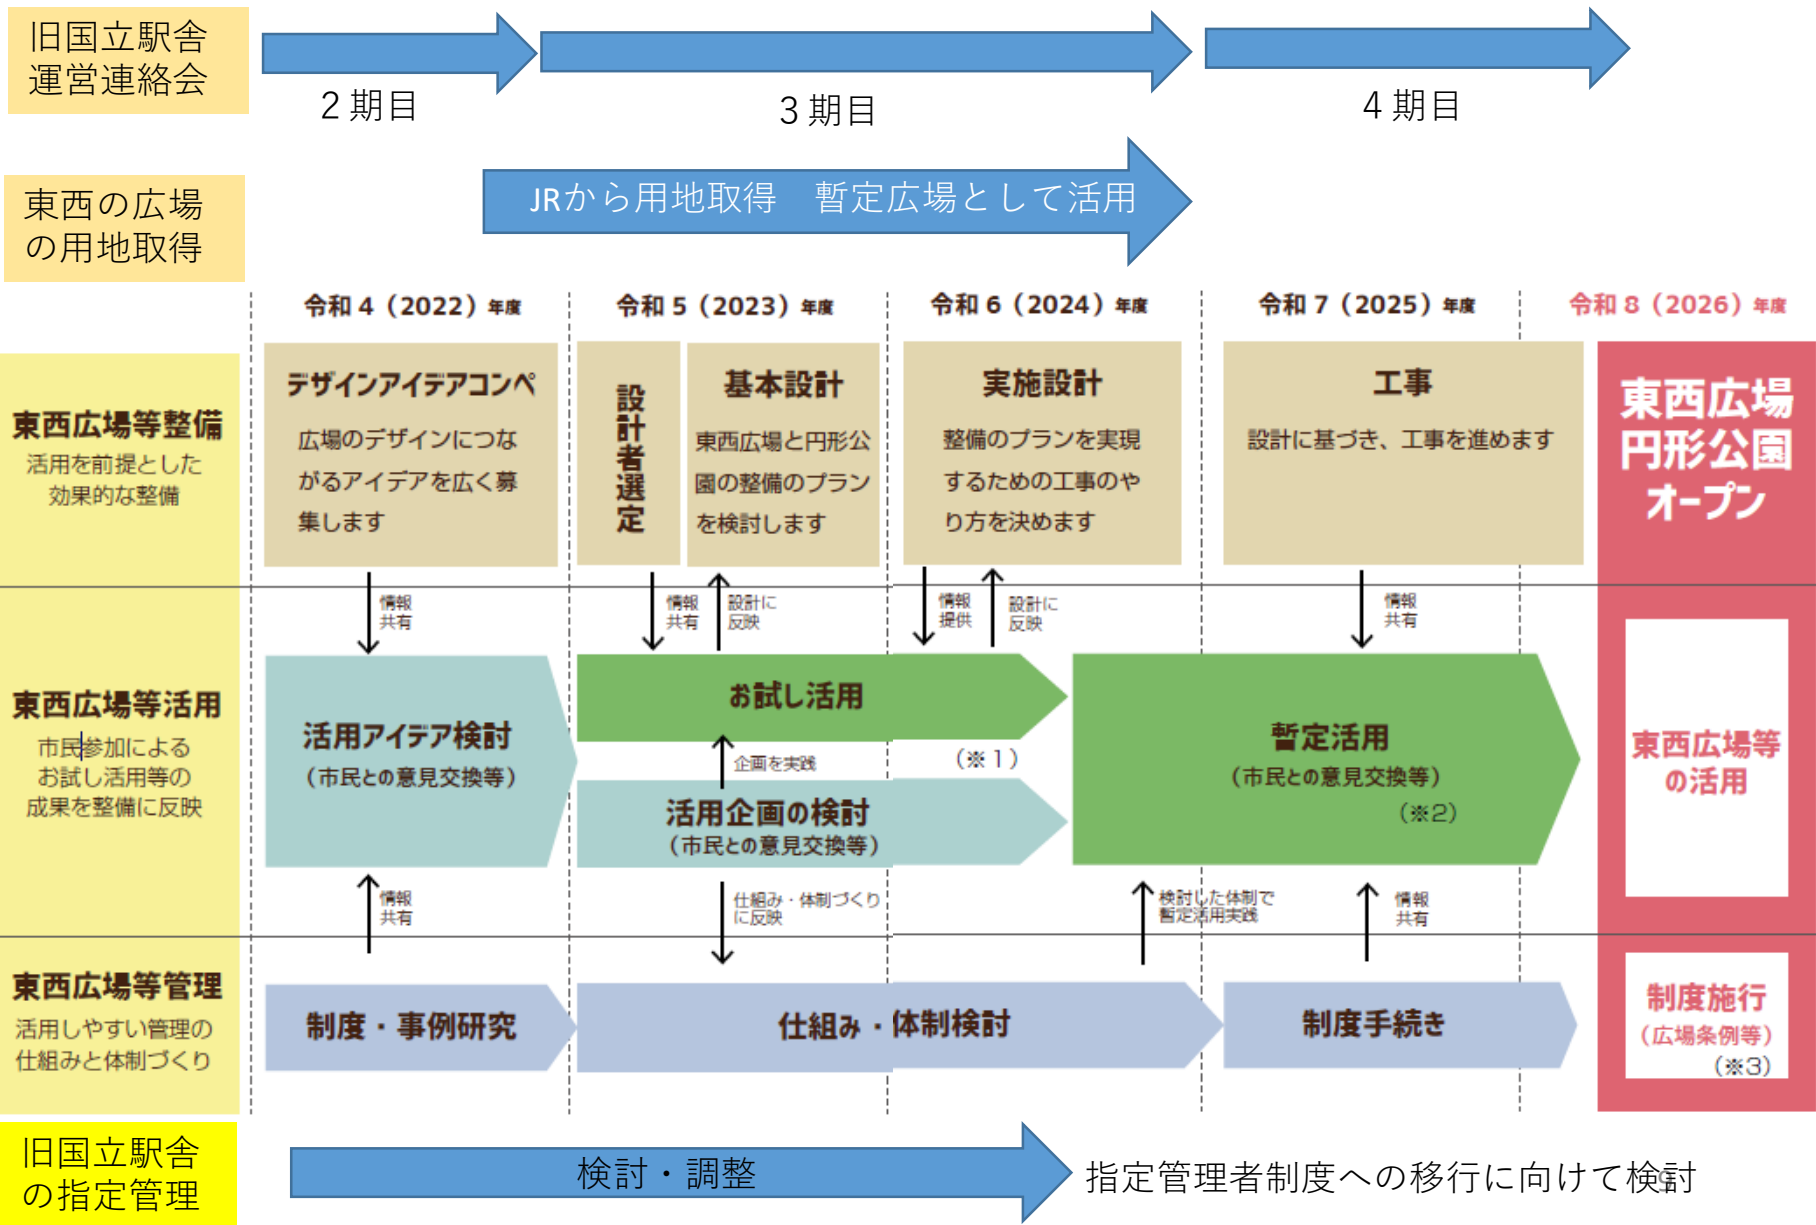 旧国立駅舎
運営連絡会
2期目
3期目
4期目
東西の広場
の用地取得
JRから用地取得　暫定広場として活用
令和4（2022）年度
令和5（2023）年度
令和6（2024）年度
令和7（2025）年度
令和8（2026）年度
東西広場等整備
活用を前提とした
効果的な整備
デザインアイデアコンペ
広場のデザインにつな
がるアイデアを広く募
集します
設計者選定
基本設計
東西広場と円形公
園の整備のプラン
を検討します
実施設計
整備のプランを実現
するための工事のや
り方を決めます
工事
設計に基づき、工事を進めます
東西広場
円形公園
オープン
情報
共有
情報
共有
設計に
反映
情報
提供
設計に
反映
情報
共有
東西広場等活用
市民参加による
お試し活用等の
成果を整備に反映
活用アイデア検討
（市民との意見交換等）
お試し活用
企画を実践
（※1）
活用企画の検討
（市民との意見交換等）
暫定活用
（市民との意見交換等）
（※2）
東西広場等
の活用
情報
共有
仕組み・体制づくり
に反映
検討した体制で
暫定活用実践
情報
共有
東西広場等管理
活用しやすい管理の
仕組みと体制づくり
制度・事例研究
仕組み・体制検討
制度手続き
制度施行
（広場条例等）
（※3）
旧国立駅舎
の指定管理
検討・調整
指定管理者制度への移行に向けて検討
9